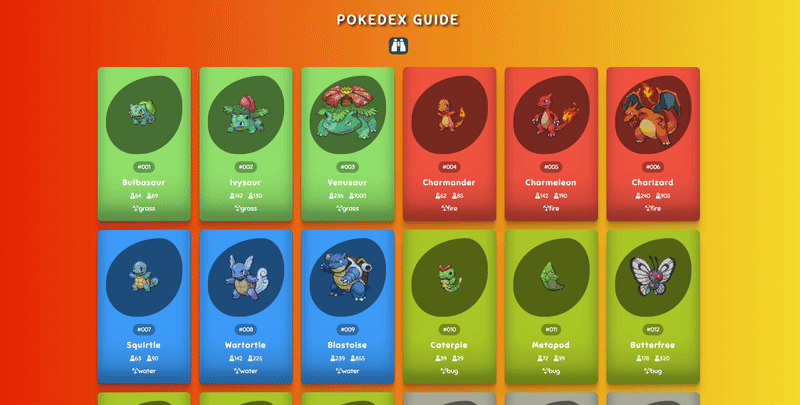 POKEDEX GUIDE
#001
Bulbasaur
64 69
grass
#002
Ivysaur
142 130
grass
#003
Venusaur
236 1000
grass
#004
Charmander
62 85
fire
#005
Charmeleon
142 190
fire
#006
Charizard
240 905
fire
#007
Squirtle
63 90
water
#008
Wartortle
142 225
water
#009
Blastoise
239 855
water
#010
Caterpie
39 29
bug
#011
Metapod
72 99
bug
#012
Butterfree
178 320
bug